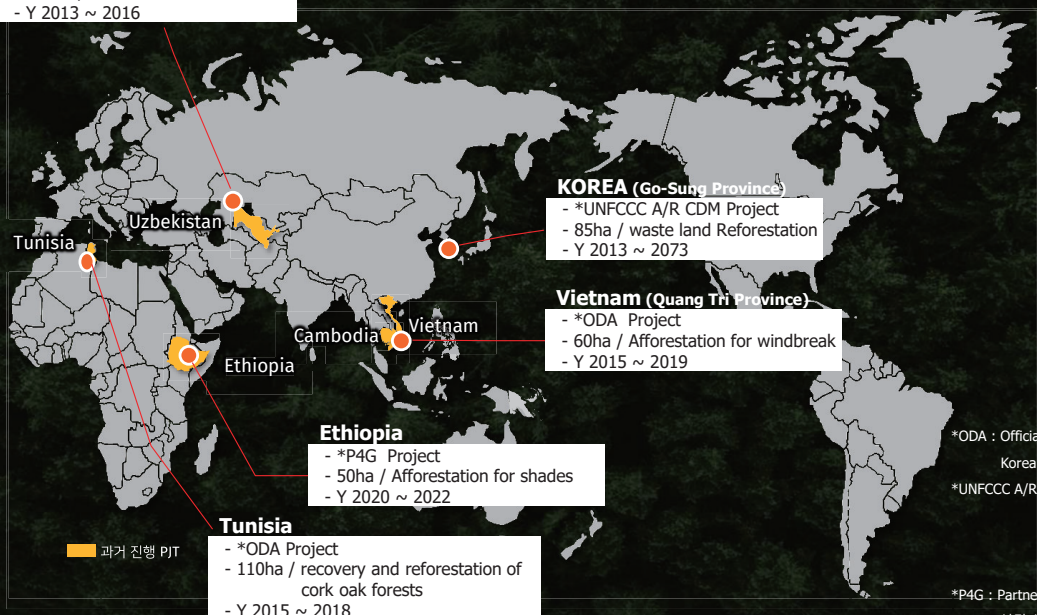 - Y 2013 ~ 2016
KOREA (Go-Sung Province)
- *UNFCCC A/R CDM Project
- 85ha / waste land Reforestation
- Y 2013 ~ 2073
Uzbekistan
Tunisia
Vietnam (Quang Tri Province)
- *ODA Project
- 60ha / Afforestation for windbreak
- Y 2015 ~ 2019
Cambodia
Vietnam
Ethiopia
Ethiopia
- *P4G Project
- 50ha / Afforestation for shades
- Y 2020 ~ 2022
*ODA : Officia
Korea
*UNFCCC A/R
Tunisia
- *ODA Project
- 110ha / recovery and reforestation of
cork oak forests
- Y 2015 ~ 2018
과거 진행 PJT
*P4G : Partne